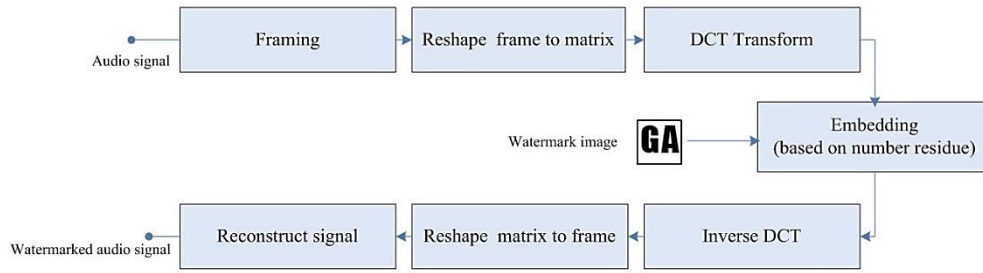 Framing
Reshape frame to matrix
DCT Transform
Audio signal
Embedding
(based on number residue)
Watermark image
GA
Reconstruct signal
Reshape matrix to frame
Inverse DCT
Watermarked audio signal